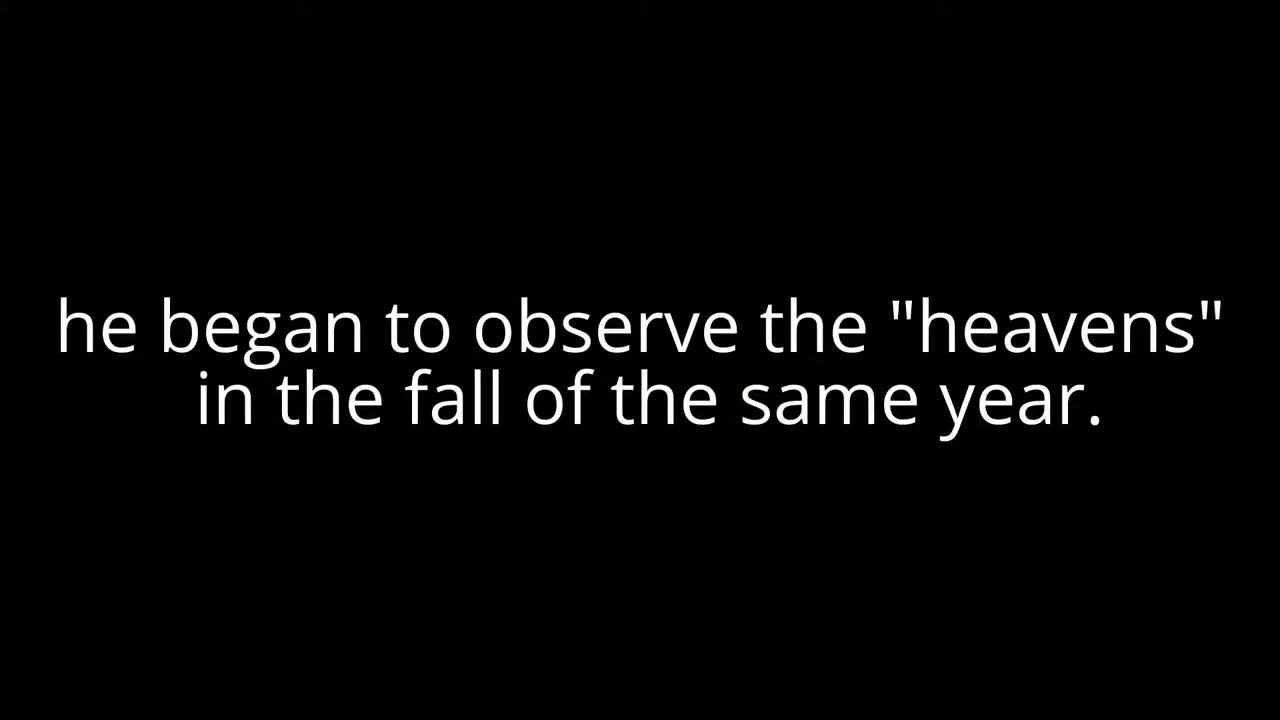 he began to observe the "heavens"
in the fall of the same year.